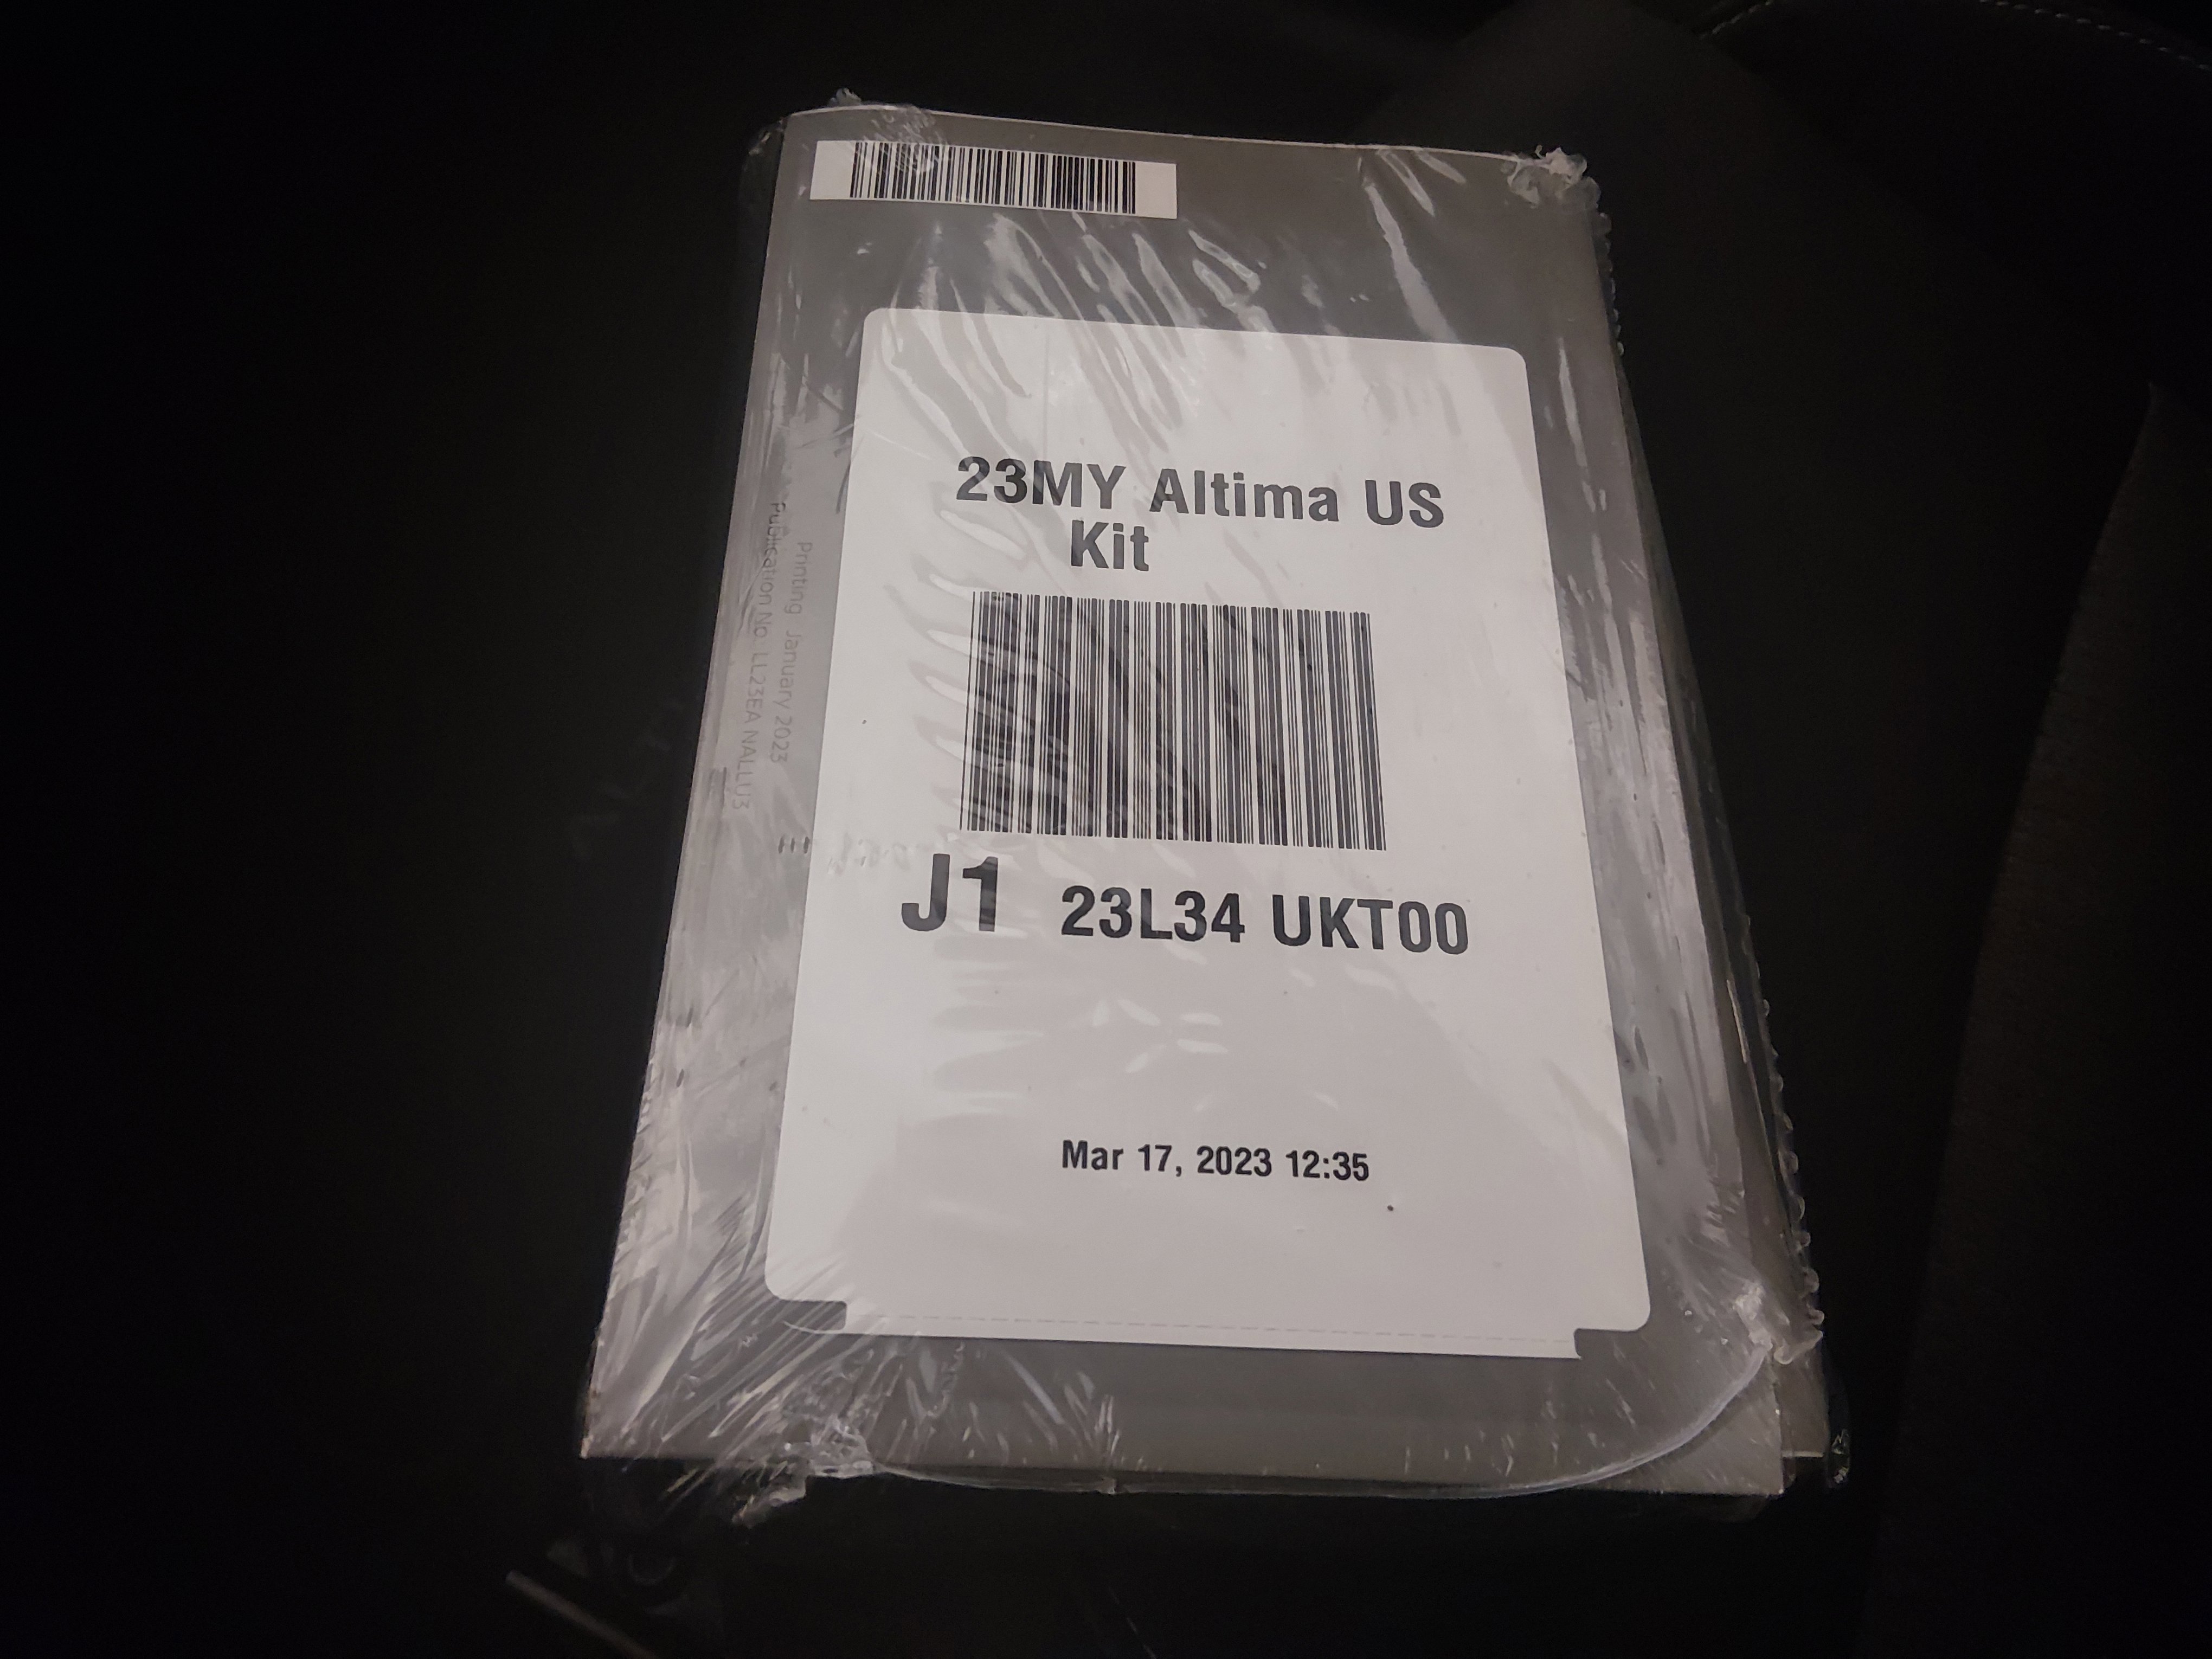 23MY Altima US
Kit
J1 23L34 UKT00
Mar 17, 2023 12:35
Printing January 2023
Publication No LL23EA NALLU3